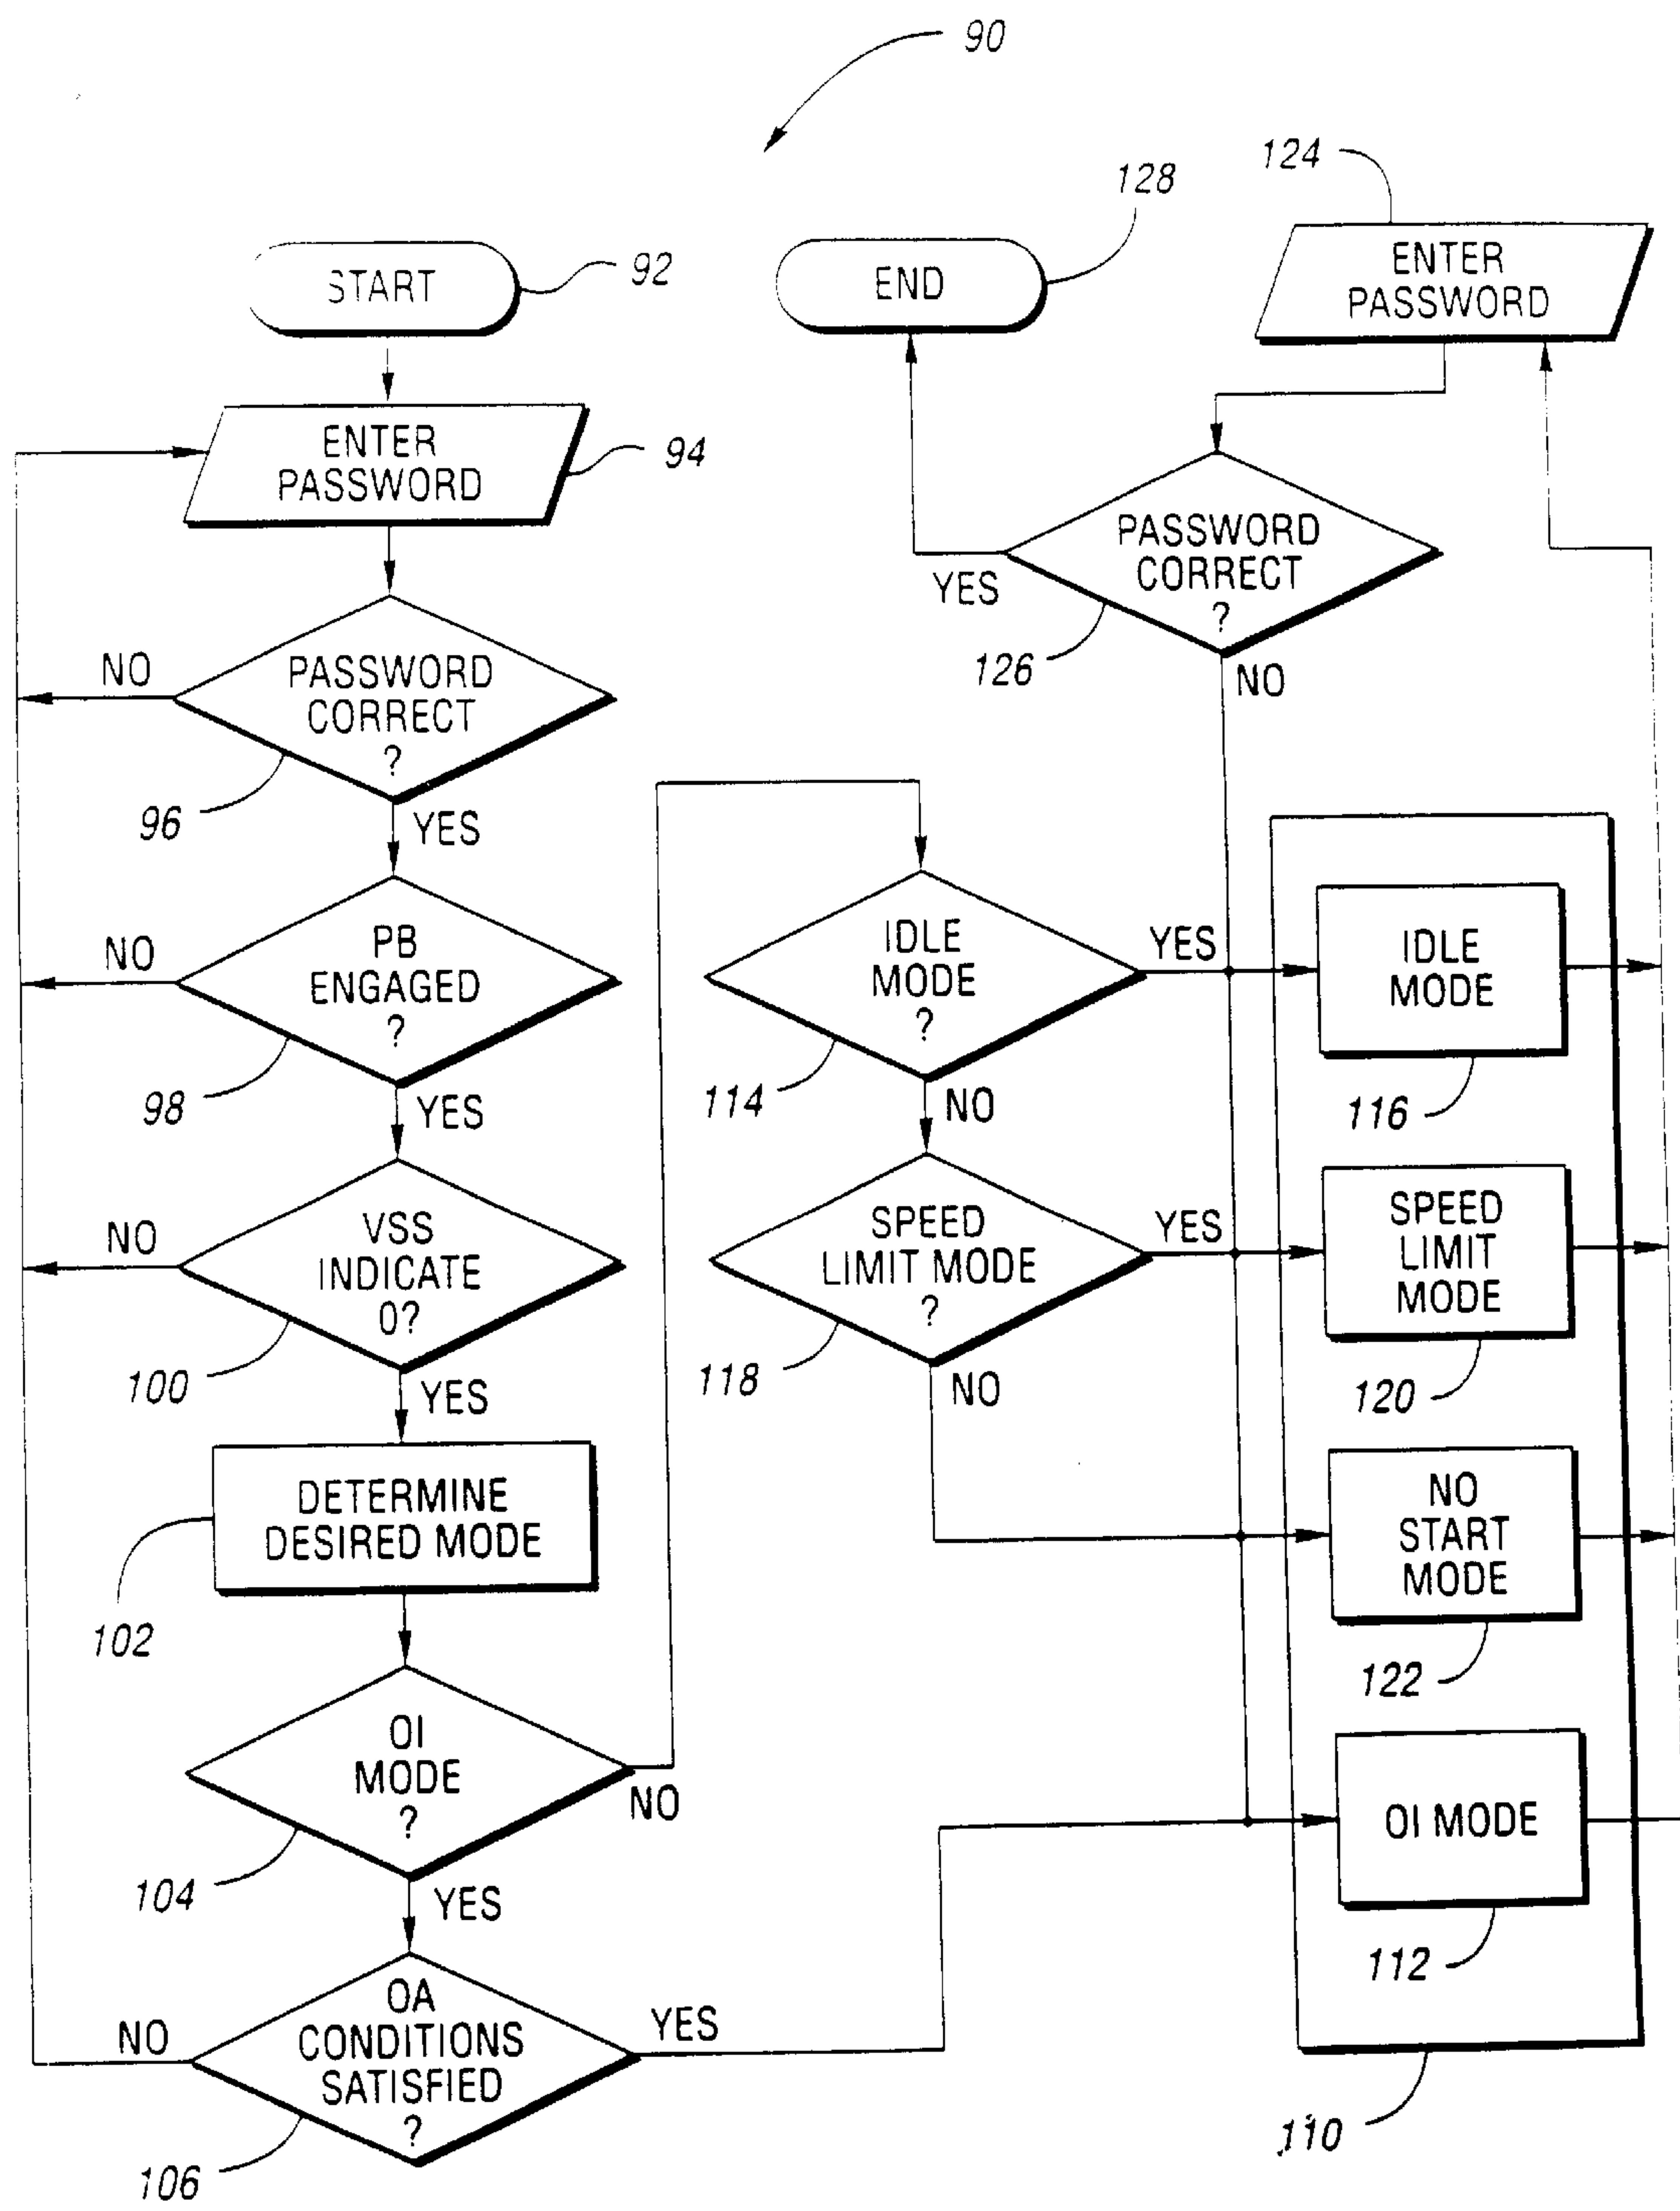 90
124
128
START
92
END
ENTER
PASSWORD
ENTER
PASSWORD
94
PASSWORD
CORRECT
?
YES
126
NO
NO
PASSWORD
CORRECT
?
96
YES
NO
PB
ENGAGED
?
98
YES
IDLE
MODE
?
YES
114
NO
IDLE
MODE
116
NO
VSS
INDICATE
0?
100
YES
SPEED
LIMIT MODE
?
YES
118
NO
SPEED
LIMIT
MODE
120
DETERMINE
DESIRED MODE
102
NO
START
MODE
122
OI
MODE
?
NO
104
YES
OI MODE
112
NO
OA
CONDITIONS
SATISFIED
?
YES
106
110